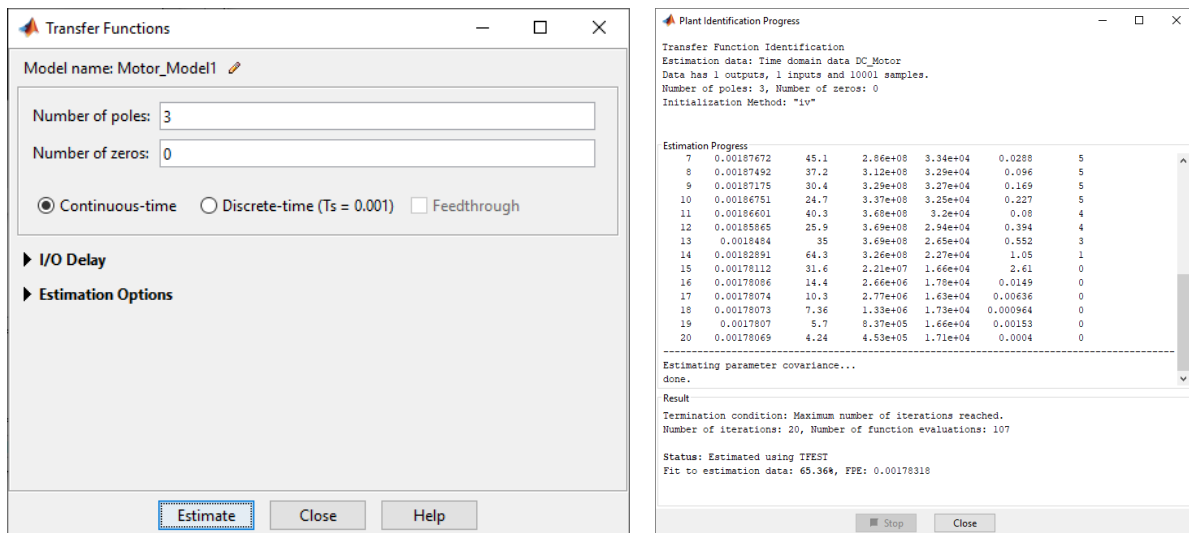 Transfer Functions
Model name: Motor_Model1
Number of poles: 3
Number of zeros: 0
Continuous-time Discrete-time (Ts = 0.001) Feedthrough
I/O Delay
Estimation Options
Estimate Close Help
Plant Identification Progress
Transfer Function Identification
Estimation data: Time domain data DC_Motor
Data has 1 outputs, 1 inputs and 10001 samples.
Number of poles: 3, Number of zeros: 0
Initialization Method: "iv"
Estimation Progress
7 0.00187672 45.1 2.86e+08 3.34e+04 0.0288 5
8 0.00187492 37.2 3.12e+08 3.29e+04 0.096 5
9 0.00187175 30.4 3.29e+08 3.27e+04 0.169 5
10 0.00186751 24.7 3.37e+08 3.25e+04 0.227 5
11 0.00186601 40.3 3.68e+08 3.2e+04 0.08 4
12 0.00185865 25.9 3.69e+08 2.94e+04 0.394 4
13 0.0018484 35 3.69e+08 2.65e+04 0.552 3
14 0.00182891 64.3 3.26e+08 2.27e+04 1.05 1
15 0.00178112 31.6 2.21e+07 1.66e+04 2.61 0
16 0.00178086 14.4 2.66e+06 1.78e+04 0.0149 0
17 0.00178074 10.3 2.77e+06 1.63e+04 0.00636 0
18 0.00178073 7.36 1.33e+06 1.73e+04 0.000964 0
19 0.0017807 5.7 8.37e+05 1.66e+04 0.00153 0
20 0.00178069 4.24 4.53e+05 1.71e+04 0.0004 0
Estimating parameter covariance...
done.
Result
Termination condition: Maximum number of iterations reached.
Number of iterations: 20, Number of function evaluations: 107
Status: Estimated using TFEST
Fit to estimation data: 65.36%, FPE: 0.00178318
Stop Close